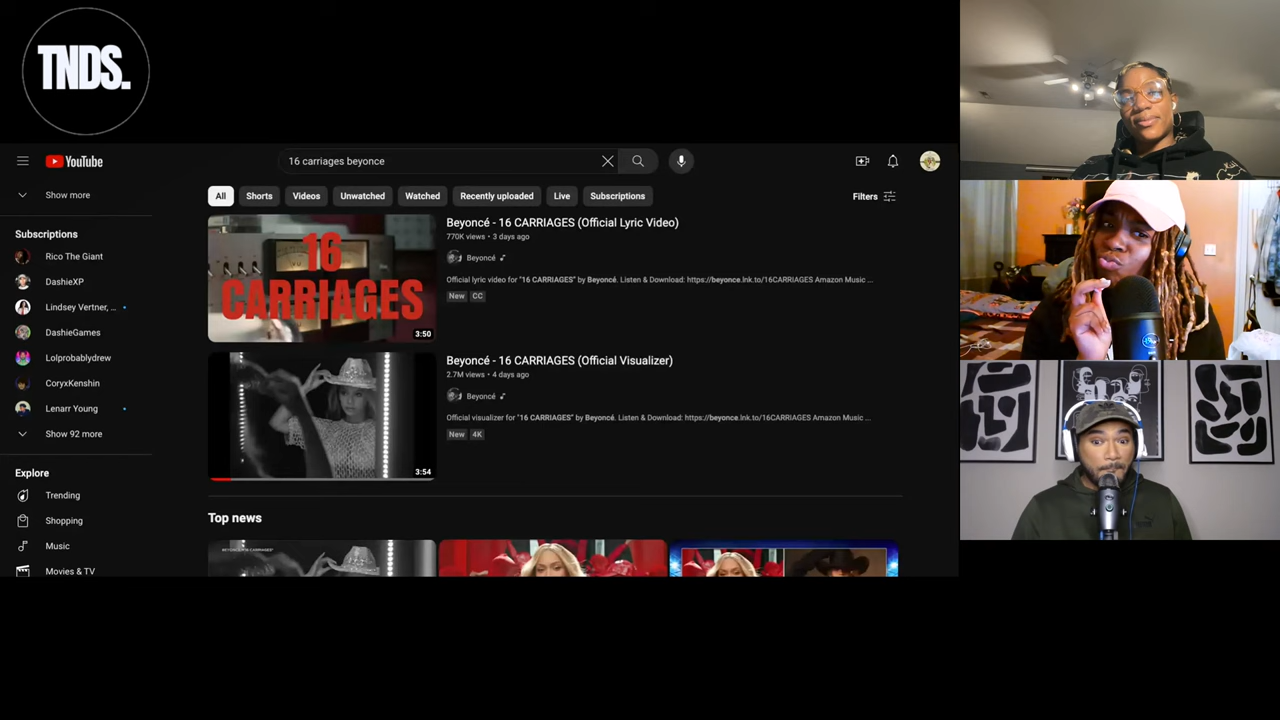 TNDS.
YouTube
16 carriages beyonce
Show more
All
Shorts
Videos
Unwatched
Watched
Recently uploaded
Live
Subscriptions
Filters
Subscriptions
Rico The Giant
DashieXP
Lindsey Vertner, ...
DashieGames
Lolprobablydrew
CoryxKenshin
Lenarr Young
Show 92 more
Explore
Trending
Shopping
Music
Movies & TV
16
CARRIAGES
3:50
Beyoncé - 16 CARRIAGES (Official Lyric Video)
770K views • 3 days ago
Beyoncé
Official lyric video for "16 CARRIAGES" by Beyoncé. Listen & Download: https://beyonce.lnk.to/16CARRIAGES Amazon Music ...
New CC
3:54
Beyoncé - 16 CARRIAGES (Official Visualizer)
2.7M views • 4 days ago
Beyoncé
Official visualizer for "16 CARRIAGES" by Beyoncé. Listen & Download: https://beyonce.lnk.to/16CARRIAGES Amazon Music ...
New 4K
Top news